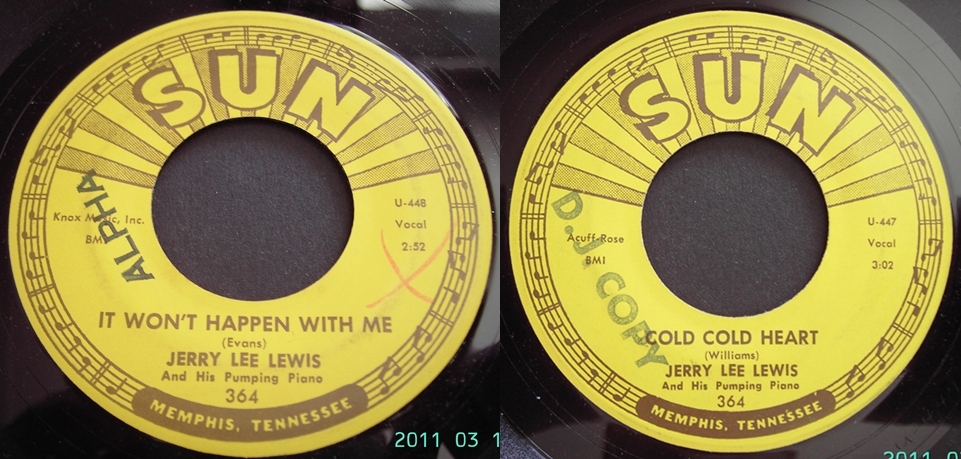 SUN
ALPHA
Knox Music, Inc.
BMI
U-448
Vocal
2:52
IT WON'T HAPPEN WITH ME
(Evans)
JERRY LEE LEWIS
And His Pumping Piano
364
MEMPHIS, TENNESSEE
2011 03 1
SUN
D.J. COPY
Acuff-Rose
BMI
U-447
Vocal
3:02
COLD COLD HEART
(Williams)
JERRY LEE LEWIS
And His Pumping Piano
364
MEMPHIS, TENNESSEE
2011 0